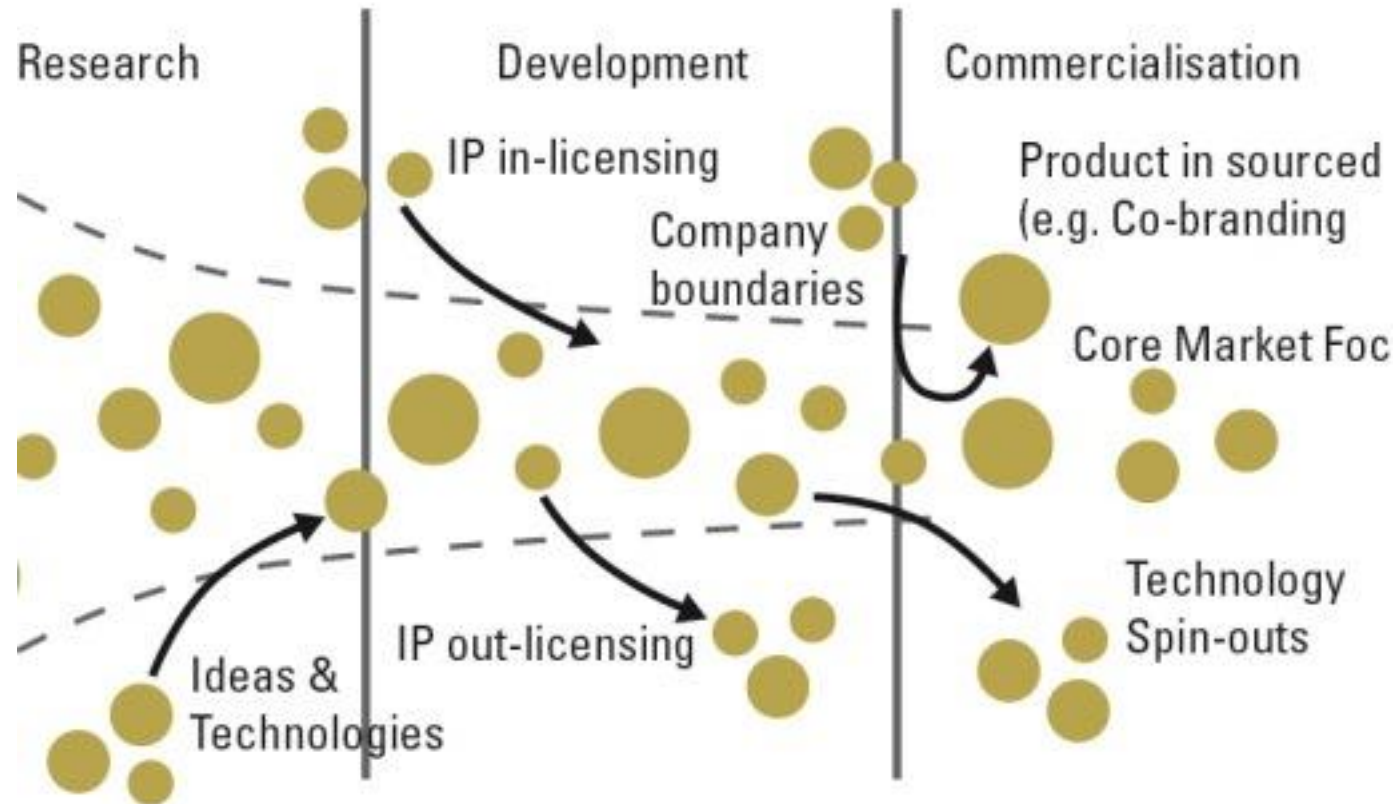 Research
Development
Commercialisation
IP in-licensing
Product in sourced
(e.g. Co-branding
Company
boundaries
Core Market Foc
IP out-licensing
Ideas &
Technologies
Technology
Spin-outs